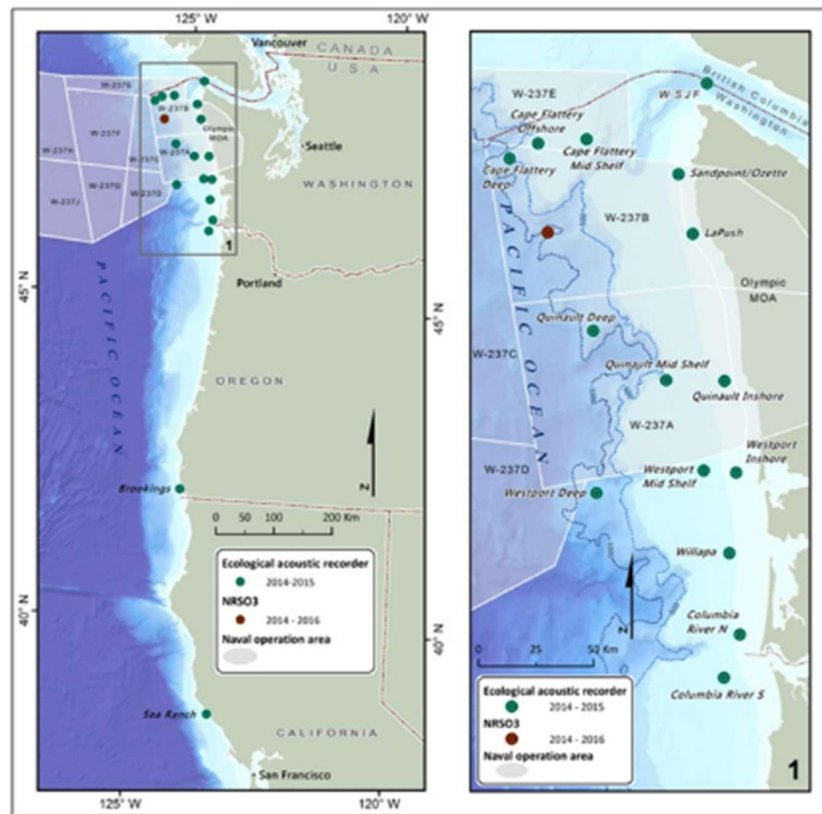 125° W
120° W
Vancouver
CANADA
U.S.A
W-237E
W-237B
W-237F
Olympic
MOA
W-237A
W-237H
W-237C
W-237G
W-237D
W-237J
Seattle
WASHINGTON
1
45° N
PACIFIC OCEAN
Portland
45° N
OREGON
N
Brookings
0 50 100 200 Km
Ecological acoustic recorder
2014-2015
NRSO3
2014 - 2016
Naval operation area
40° N
40° N
Sea Ranch
CALIFORNIA
San Francisco
125° W
120° W
British Columbia
Washington
WSJF
W-237E
Cape Flattery
Offshore
Cape Flattery
Mid Shelf
Cape Flattery
Deep
Sandpoint/Ozette
W-237B
LaPush
PACIFIC OCEAN
Olympic
MOA
Quinault Deep
W-237C
Quinault Mid Shelf
Quinault Inshore
W-237A
Westport
Inshore
W-237D
Westport
Mid Shelf
Westport Deep
Willapa
N
Columbia
River N
0 25 50 Km
Columbia River S
Ecological acoustic recorder
2014 - 2015
NRSO3
2014 - 2016
Naval operation area
1